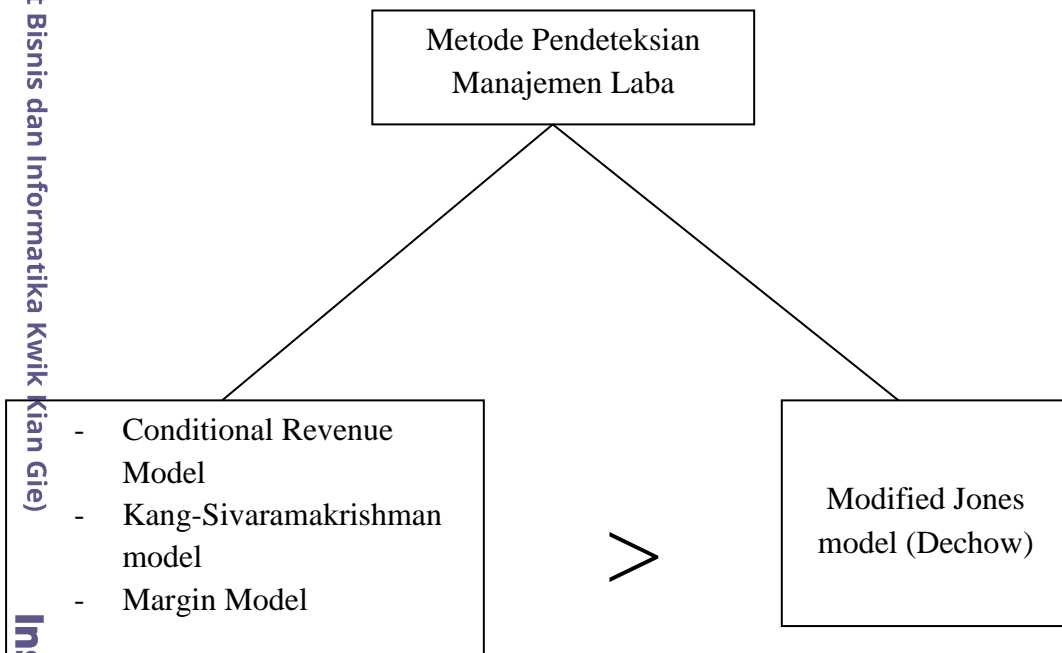 t Bisnis dan Informatika Kwik Kian Gie)
Ins
Metode Pendeteksian
Manajemen Laba
- Conditional Revenue
Model
- Kang-Sivaramakrishman
model
- Margin Model
>
Modified Jones
model (Dechow)